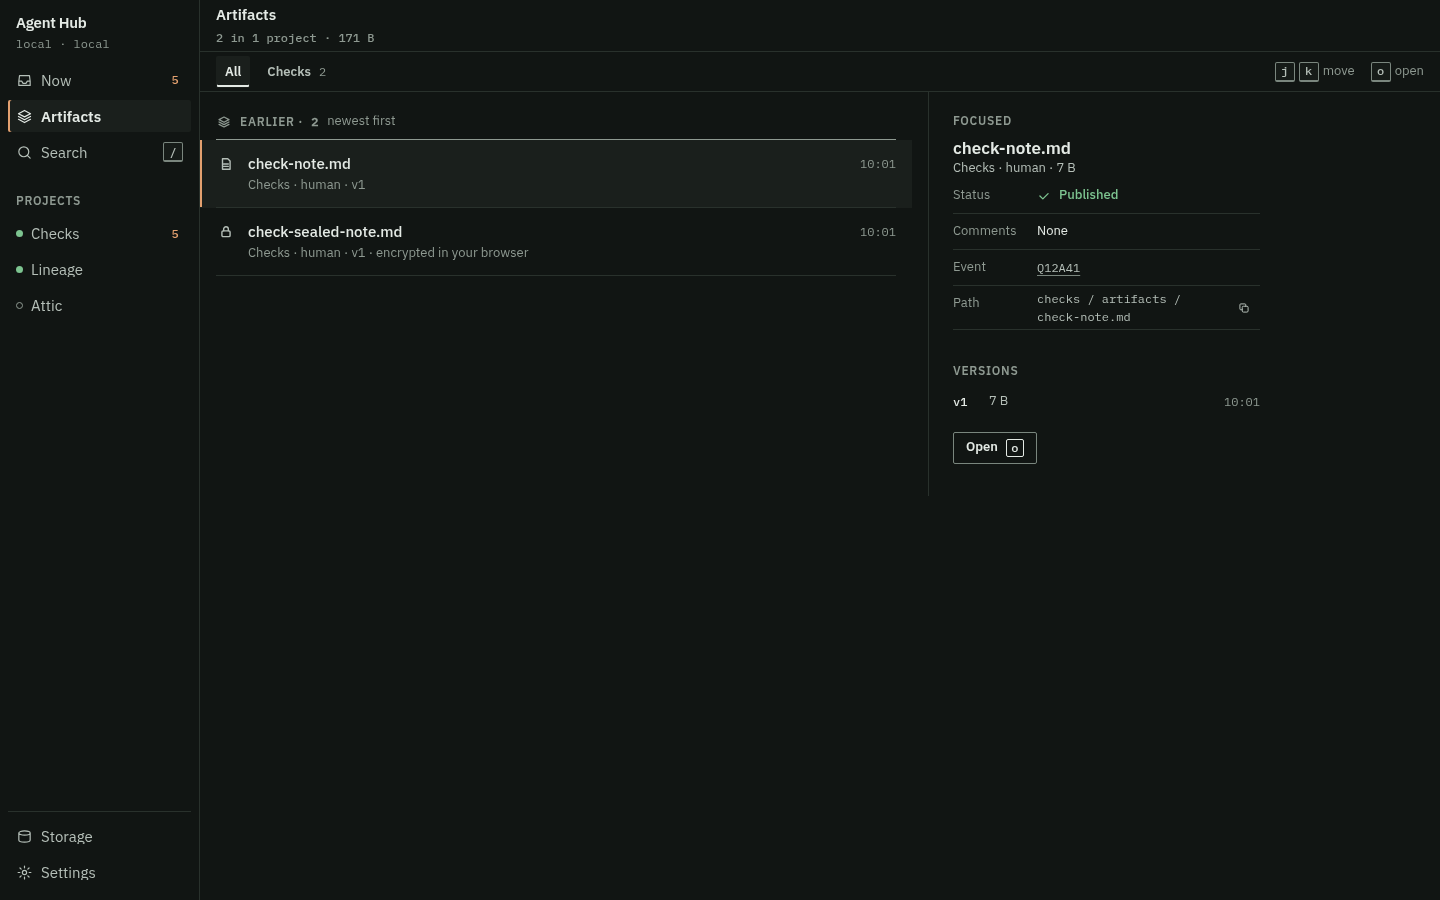 Agent Hub
local · local
Now 5
Artifacts
Search /
PROJECTS
Checks 5
Lineage
Attic
Storage
Settings
Artifacts
2 in 1 project · 171 B
All Checks 2
j k move o open
EARLIER · 2 newest first
check-note.md 10:01
Checks · human · v1
check-sealed-note.md 10:01
Checks · human · v1 · encrypted in your browser
FOCUSED
check-note.md
Checks · human · 7 B
Status Published
Comments None
Event Q12A41
Path checks / artifacts /
check-note.md
VERSIONS
v1 7 B 10:01
Open o